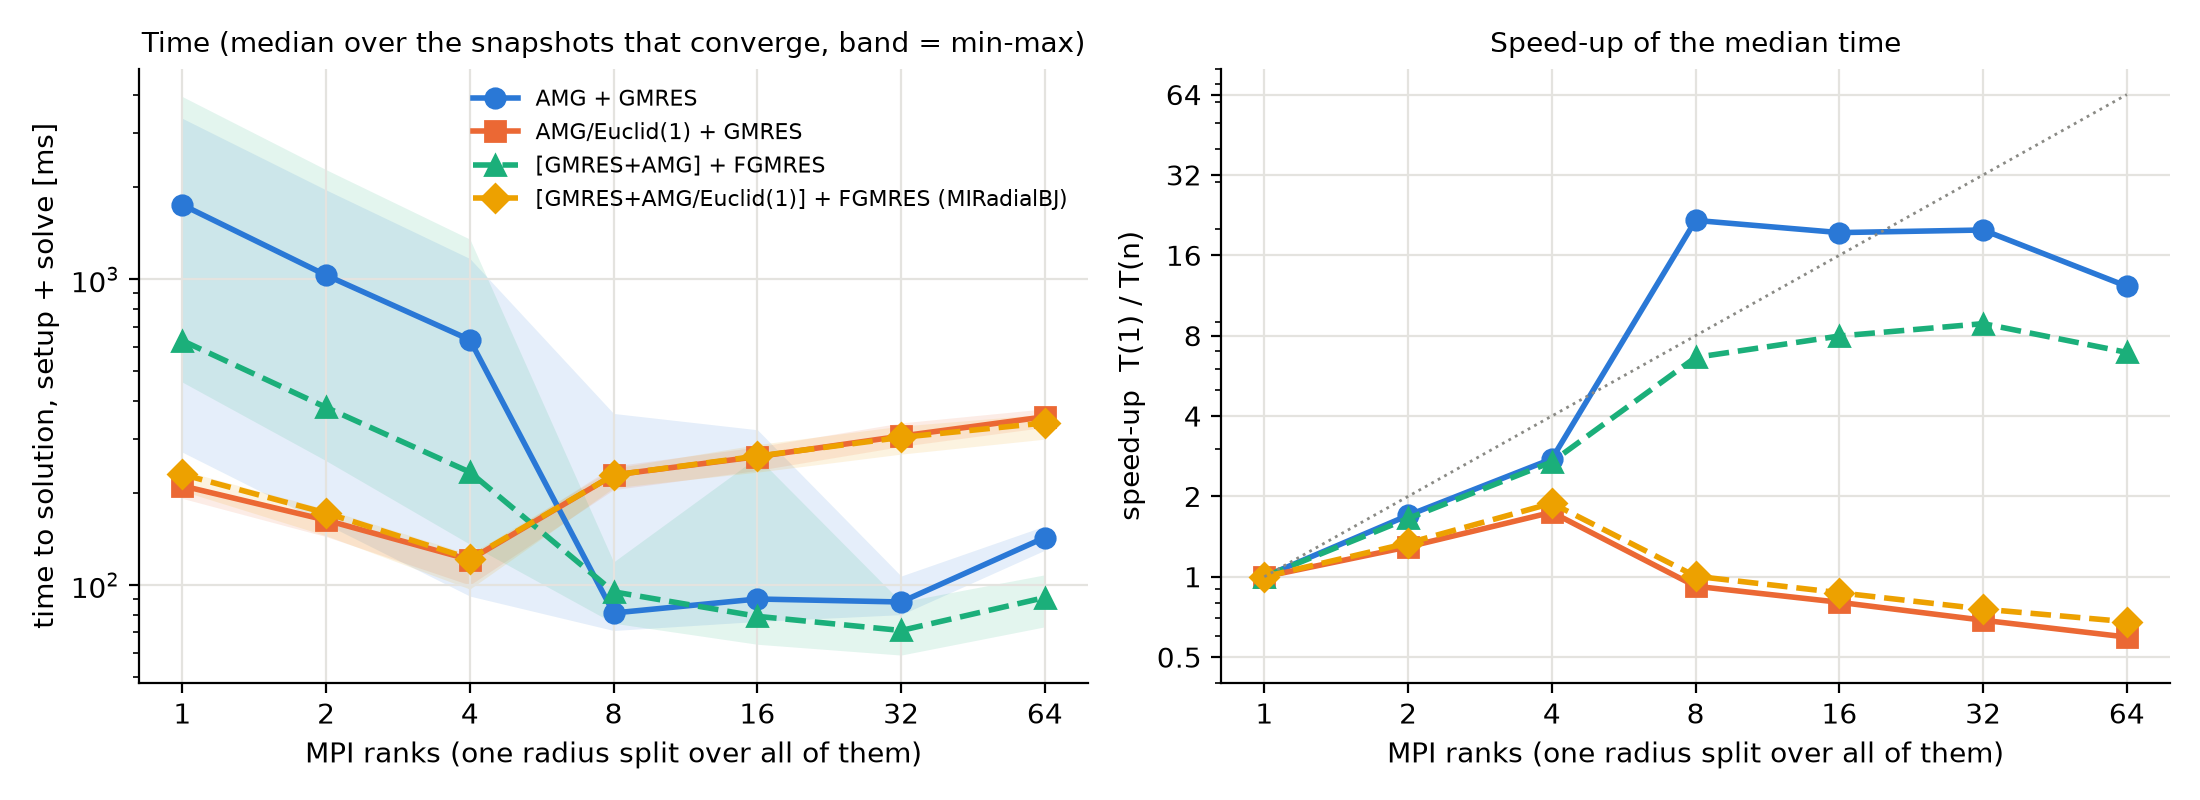 Time (median over the snapshots that converge, band = min-max)
time to solution, setup + solve [ms]
10³
10²
AMG + GMRES
AMG/Euclid(1) + GMRES
[GMRES+AMG] + FGMRES
[GMRES+AMG/Euclid(1)] + FGMRES (MIRadialBJ)
1 2 4 8 16 32 64
MPI ranks (one radius split over all of them)
Speed-up of the median time
speed-up T(1) / T(n)
64
32
16
8
4
2
1
0.5
1 2 4 8 16 32 64
MPI ranks (one radius split over all of them)